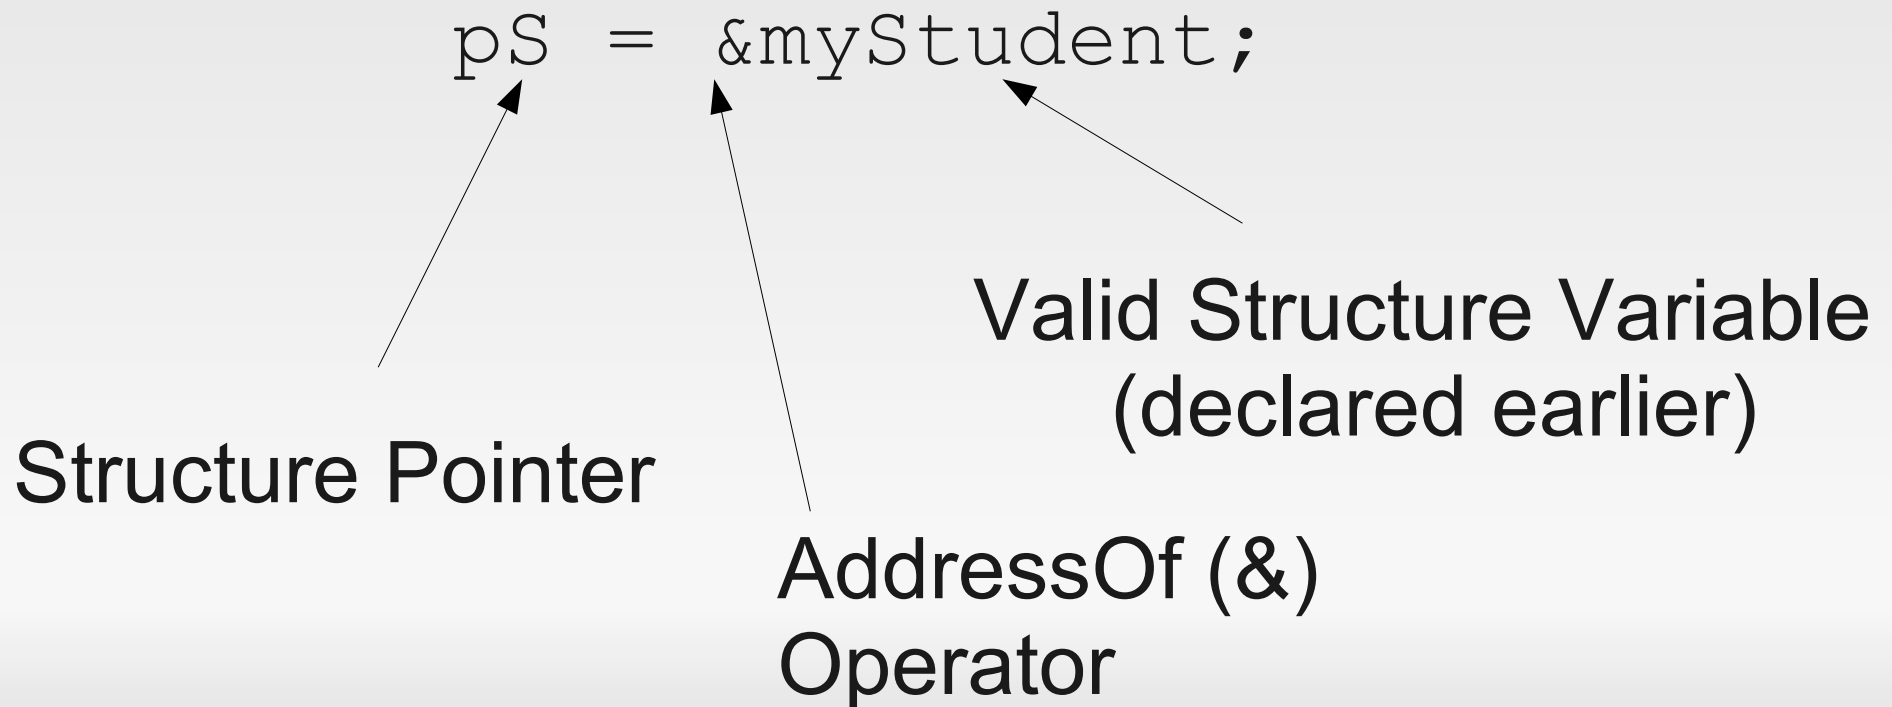 pS = &myStudent;
Valid Structure Variable
(declared earlier)
Structure Pointer
AddressOf (&)
Operator